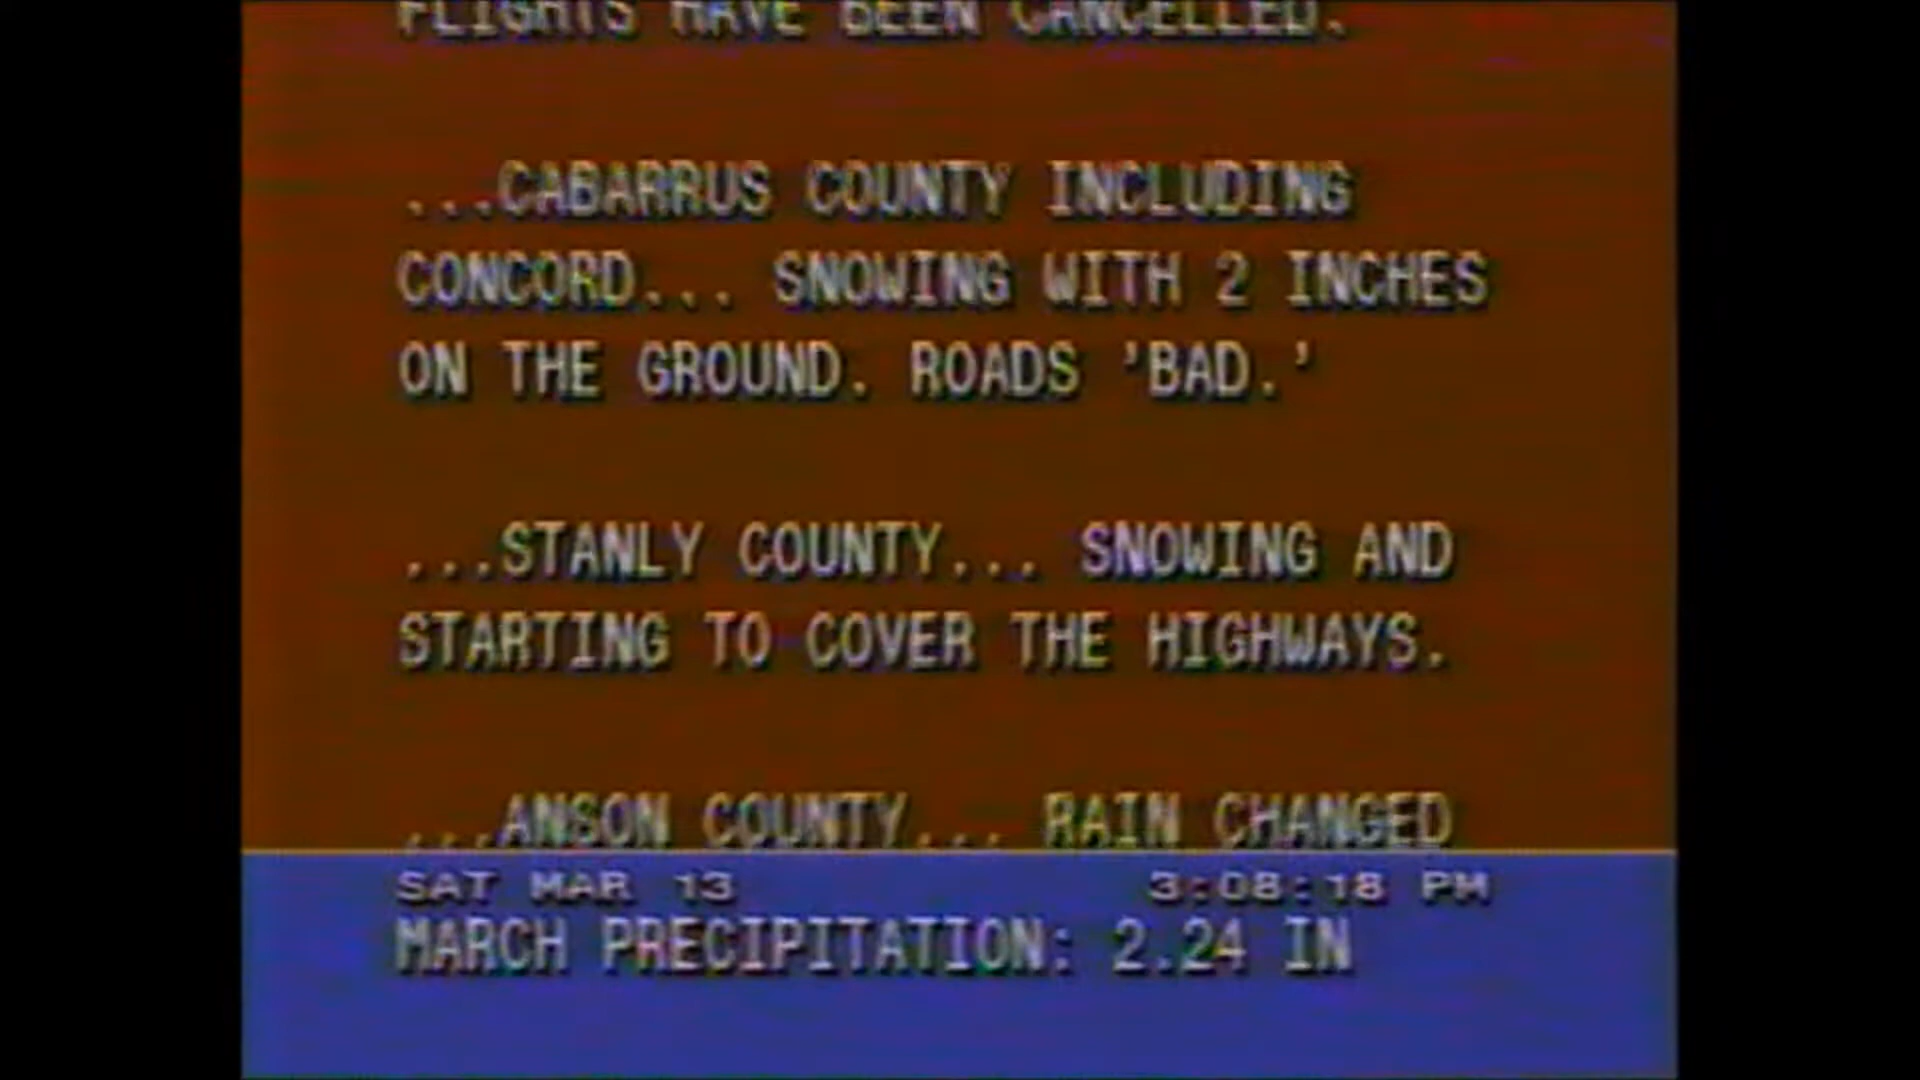 FLIGHTS HAVE BEEN CANCELLED.
...CABARRUS COUNTY INCLUDING
CONCORD... SNOWING WITH 2 INCHES
ON THE GROUND. ROADS 'BAD.'
...STANLY COUNTY... SNOWING AND
STARTING TO COVER THE HIGHWAYS.
...ANSON COUNTY... RAIN CHANGED
SAT MAR 13 3:08:18 PM
MARCH PRECIPITATION: 2.24 IN